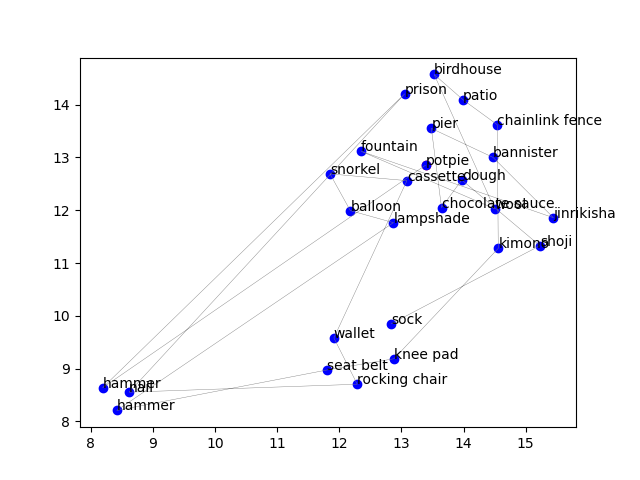 birdhouse
prison
patio
14
chainlink fence
pier
fountain
bannister
13
potpie
snorkel
cassette
dough
balloon
chocolate sauce
wool
jinrikisha
12
lampshade
kimono
shoji
11
sock
10
wallet
knee pad
9
seat belt
rocking chair
hammer
nail
hammer
8
8 9 10 11 12 13 14 15